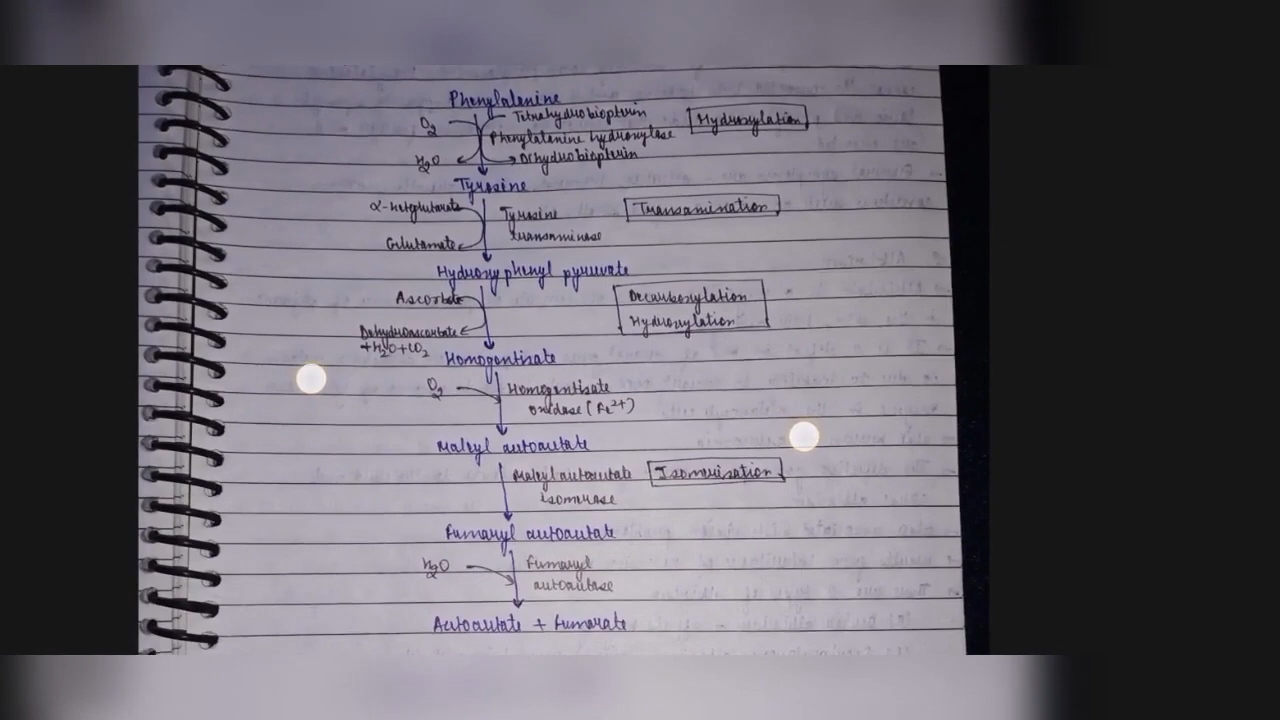 Phenylalanine
O2
Tetrahydrobiopterin
Hydroxylation
Phenylalanine hydroxylase
H2O
Dihydrobiopterin
Tyrosine
α-ketglutarate
Tyrosine
Transamination
transaminase
Glutamate
Hydroxyphenyl pyruvate
Ascorbate
Decarboxylation
Hydroxylation
Dehydroascorbate
+H2O+CO2
Homogentisate
O2
Homogentisate
oxidase (Fe2+)
Maleyl acetoacetate
Maleyl acetoacetate
Isomerisation
isomerase
Fumaryl acetoacetate
H2O
Fumaryl
acetoacetase
Acetoacetate + Fumarate